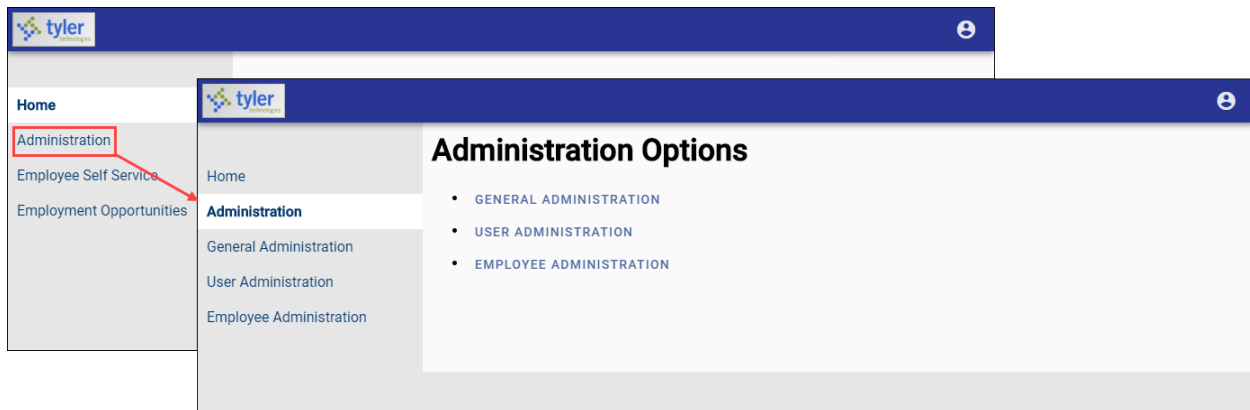 tyler
technologies
Home
Administration
Employee Self Service
Employment Opportunities
tyler
technologies
Home
Administration
General Administration
User Administration
Employee Administration
Administration Options
• GENERAL ADMINISTRATION
• USER ADMINISTRATION
• EMPLOYEE ADMINISTRATION